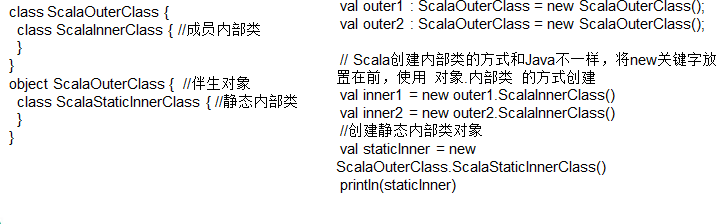 class ScalaOuterClass {
class ScalaInnerClass { //成员内部类
}
}
object ScalaOuterClass { //伴生对象
class ScalaStaticInnerClass { //静态内部类
}
}
val outer1 : ScalaOuterClass = new ScalaOuterClass();
val outer2 : ScalaOuterClass = new ScalaOuterClass();
// Scala创建内部类的方式和Java不一样，将new关键字放
置在前，使用 对象.内部类 的方式创建
val inner1 = new outer1.ScalaInnerClass()
val inner2 = new outer2.ScalaInnerClass()
//创建静态内部类对象
val staticInner = new
ScalaOuterClass.ScalaStaticInnerClass()
println(staticInner)